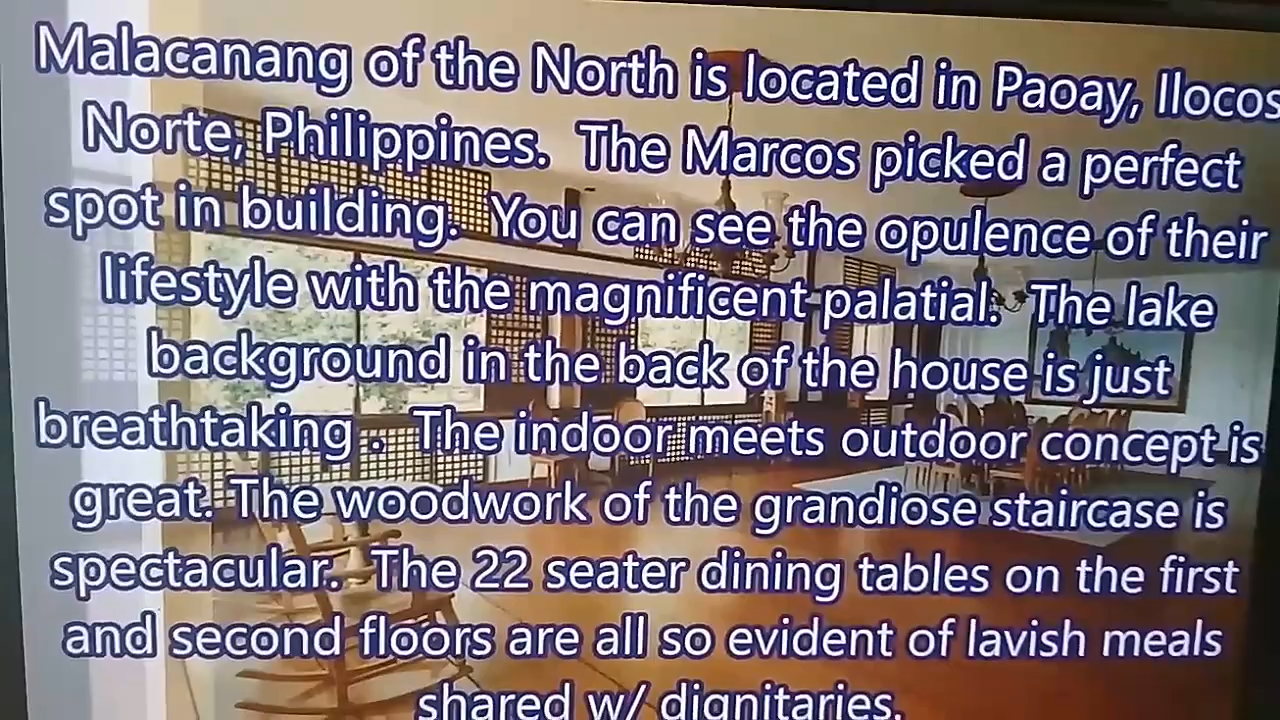 Malacanang of the North is located in Paoay, Ilocos
Norte, Philippines. The Marcos picked a perfect
spot in building. You can see the opulence of their
lifestyle with the magnificent palatial. The lake
background in the back of the house is just
breathtaking . The indoor meets outdoor concept is
great. The woodwork of the grandiose staircase is
spectacular. The 22 seater dining tables on the first
and second floors are all so evident of lavish meals
shared w/ dignitaries.